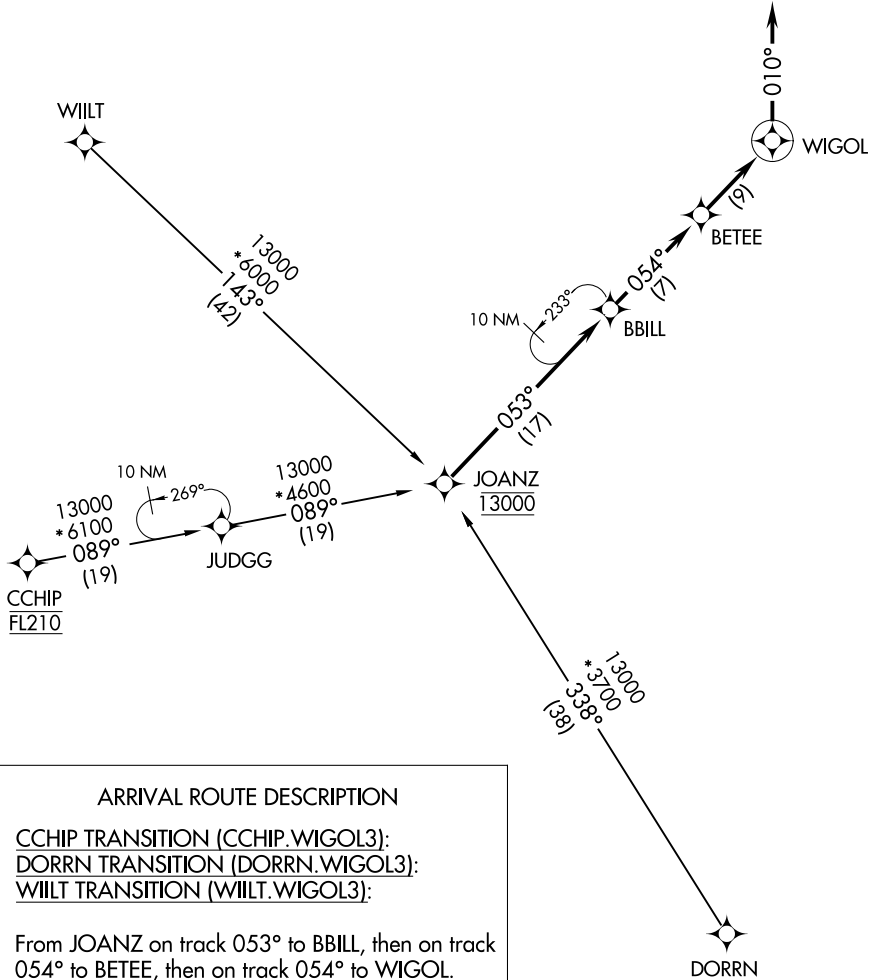 010°
WIGOL
WIILT
(9)
BETEE
13000
*6000
143°
(42)
054°
(7)
10 NM
233°
BBILL
053°
(17)
10 NM
269°
13000
*4600
089°
(19)
JOANZ
13000
13000
*6100
089°
(19)
JUDGG
CCHIP
FL210
13000
*3700
338°
(38)
DORRN
ARRIVAL ROUTE DESCRIPTION
CCHIP TRANSITION (CCHIP.WIGOL3):
DORRN TRANSITION (DORRN.WIGOL3):
WIILT TRANSITION (WIILT.WIGOL3):
From JOANZ on track 053° to BBILL, then on track
054° to BETEE, then on track 054° to WIGOL.